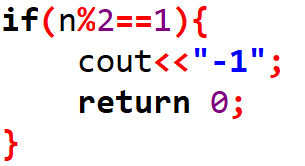 if(n%2==1){
    cout<<"-1";
    return 0;
}